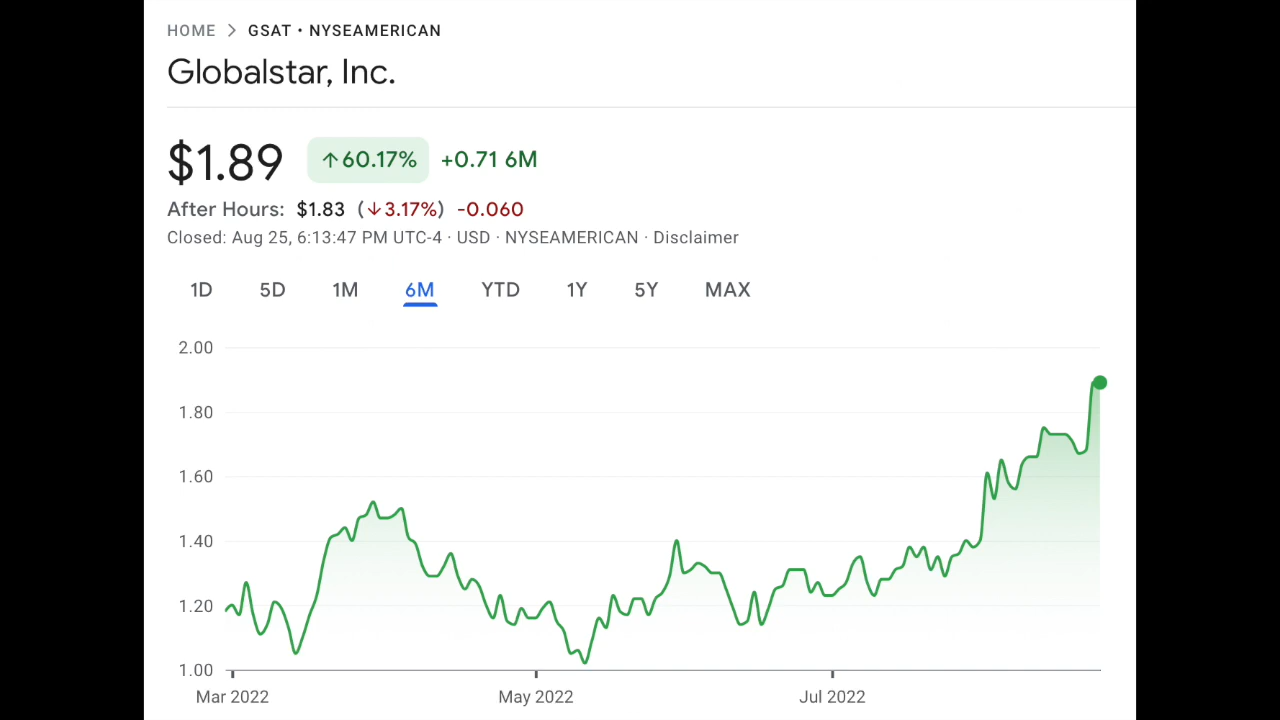 HOME > GSAT • NYSEAMERICAN
Globalstar, Inc.
$1.89 ↑60.17% +0.71 6M
After Hours: $1.83 (↓3.17%) -0.060
Closed: Aug 25, 6:13:47 PM UTC-4 · USD · NYSEAMERICAN · Disclaimer
1D 5D 1M 6M YTD 1Y 5Y MAX
2.00
1.80
1.60
1.40
1.20
1.00
Mar 2022 May 2022 Jul 2022